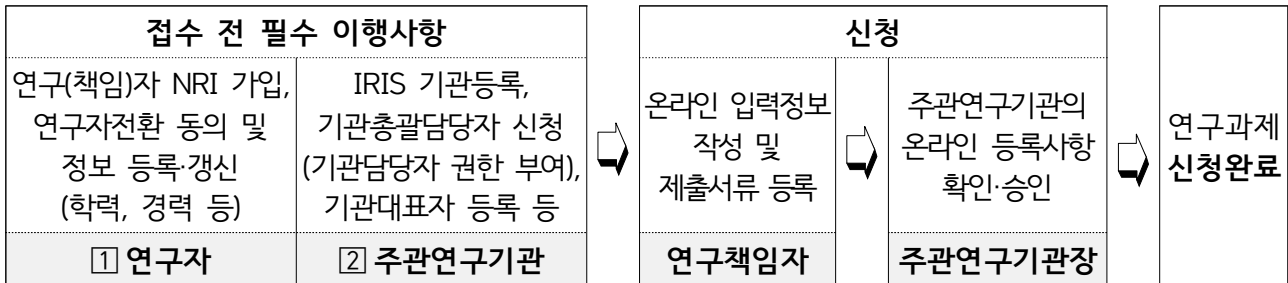 접수 전 필수 이행사항
연구(책임)자 NRI 가입,
연구자전환 동의 및
정보 등록·갱신
(학력, 경력 등)
① 연구자
IRIS 기관등록,
기관총괄담당자 신청
(기관담당자 권한 부여),
기관대표자 등록 등
② 주관연구기관
신청
온라인 입력정보
작성 및
제출서류 등록
연구책임자
주관연구기관의
온라인 등록사항
확인·승인
주관연구기관장
연구과제
신청완료